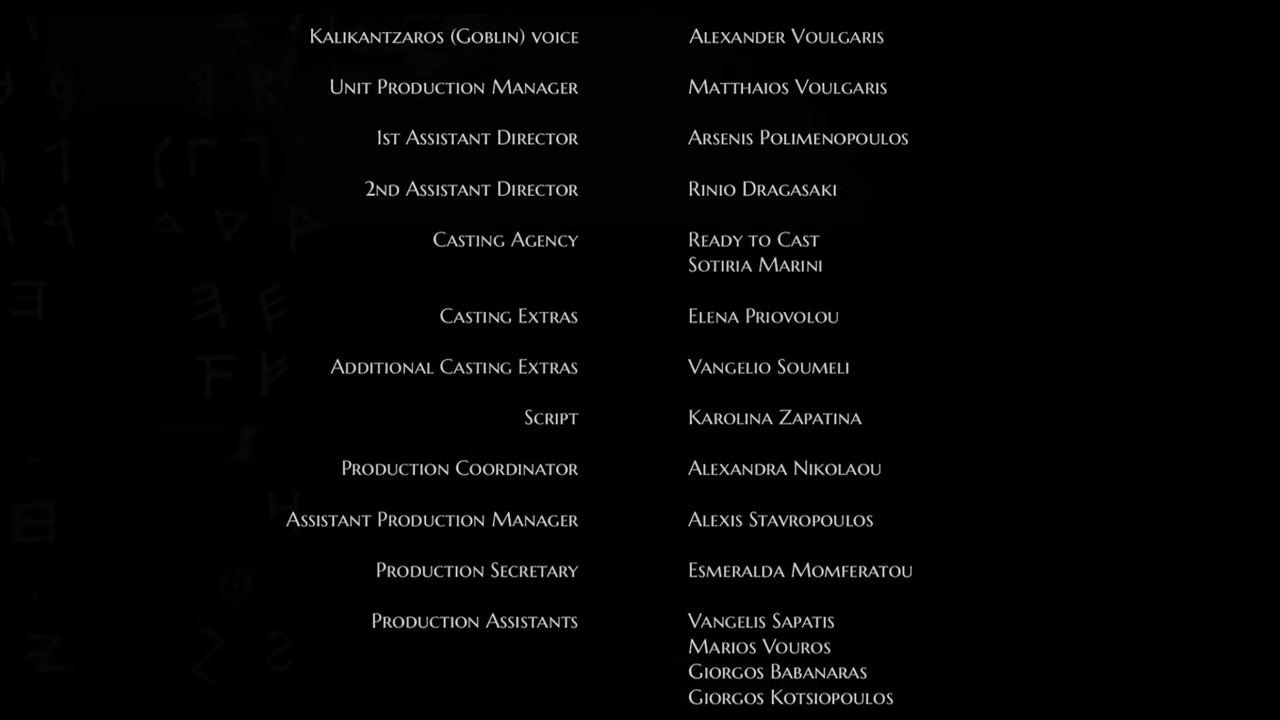 Kalikantzaros (Goblin) voice Alexander Voulgaris
Unit Production Manager Matthaios Voulgaris
1st Assistant Director Arsenis Polimenopoulos
2nd Assistant Director Rinio Dragasaki
Casting Agency Ready to Cast
Sotiria Marini
Casting Extras Elena Priovolou
Additional Casting Extras Vangelio Soumeli
Script Karolina Zapatina
Production Coordinator Alexandra Nikolaou
Assistant Production Manager Alexis Stavropoulos
Production Secretary Esmeralda Momferatou
Production Assistants Vangelis Sapatis
Marios Vouros
Giorgos Babanaras
Giorgos Kotsiopoulos